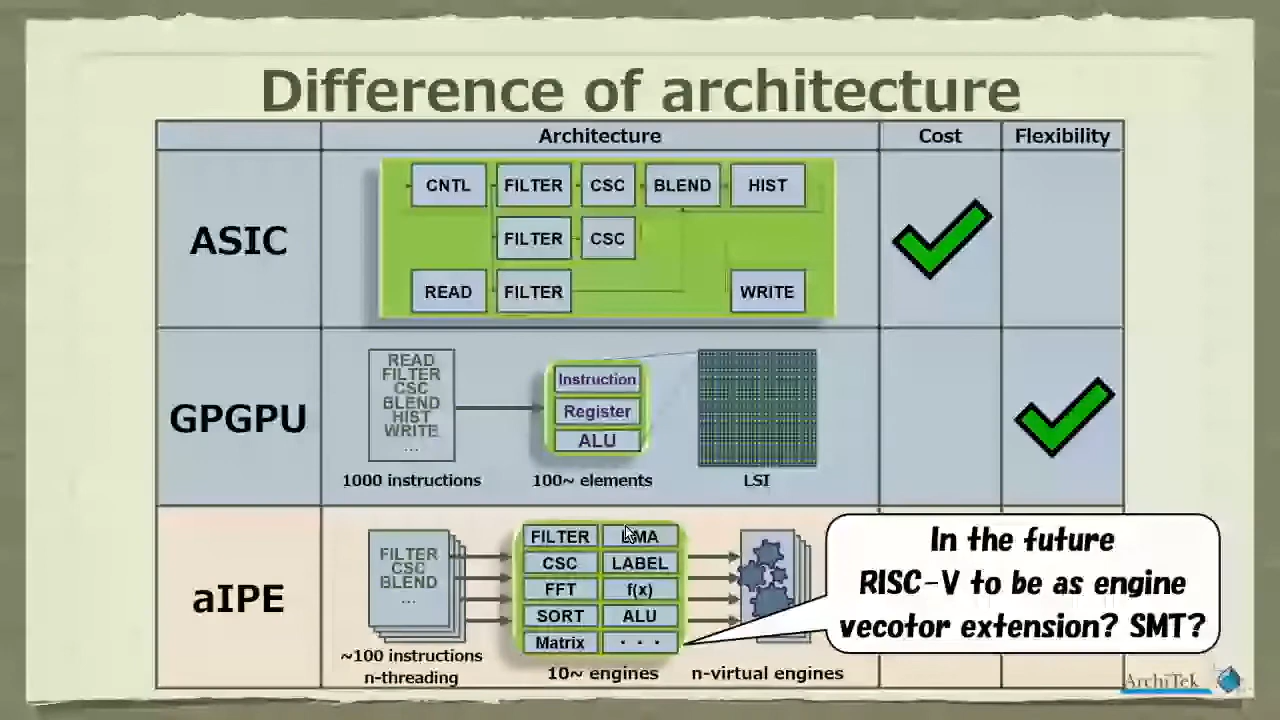 Difference of architecture
Architecture Cost Flexibility
ASIC
CNTL FILTER CSC BLEND HIST
FILTER CSC
READ FILTER WRITE
GPGPU
READ
FILTER
CSC
BLEND
HIST
WRITE
...
1000 instructions
Instruction
Register
ALU
100~ elements
LSI
aIPE
FILTER
CSC
BLEND
...
~100 instructions
n-threading
FILTER
CSC LABEL
FFT f(x)
SORT ALU
Matrix . . .
10~ engines
n-virtual engines
In the future
RISC-V to be as engine
vecotor extension? SMT?
ArchiTek